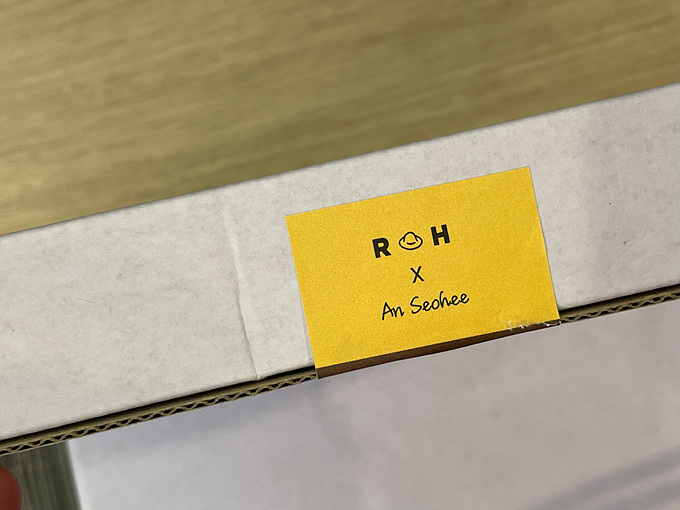 R H
X
An Seohee